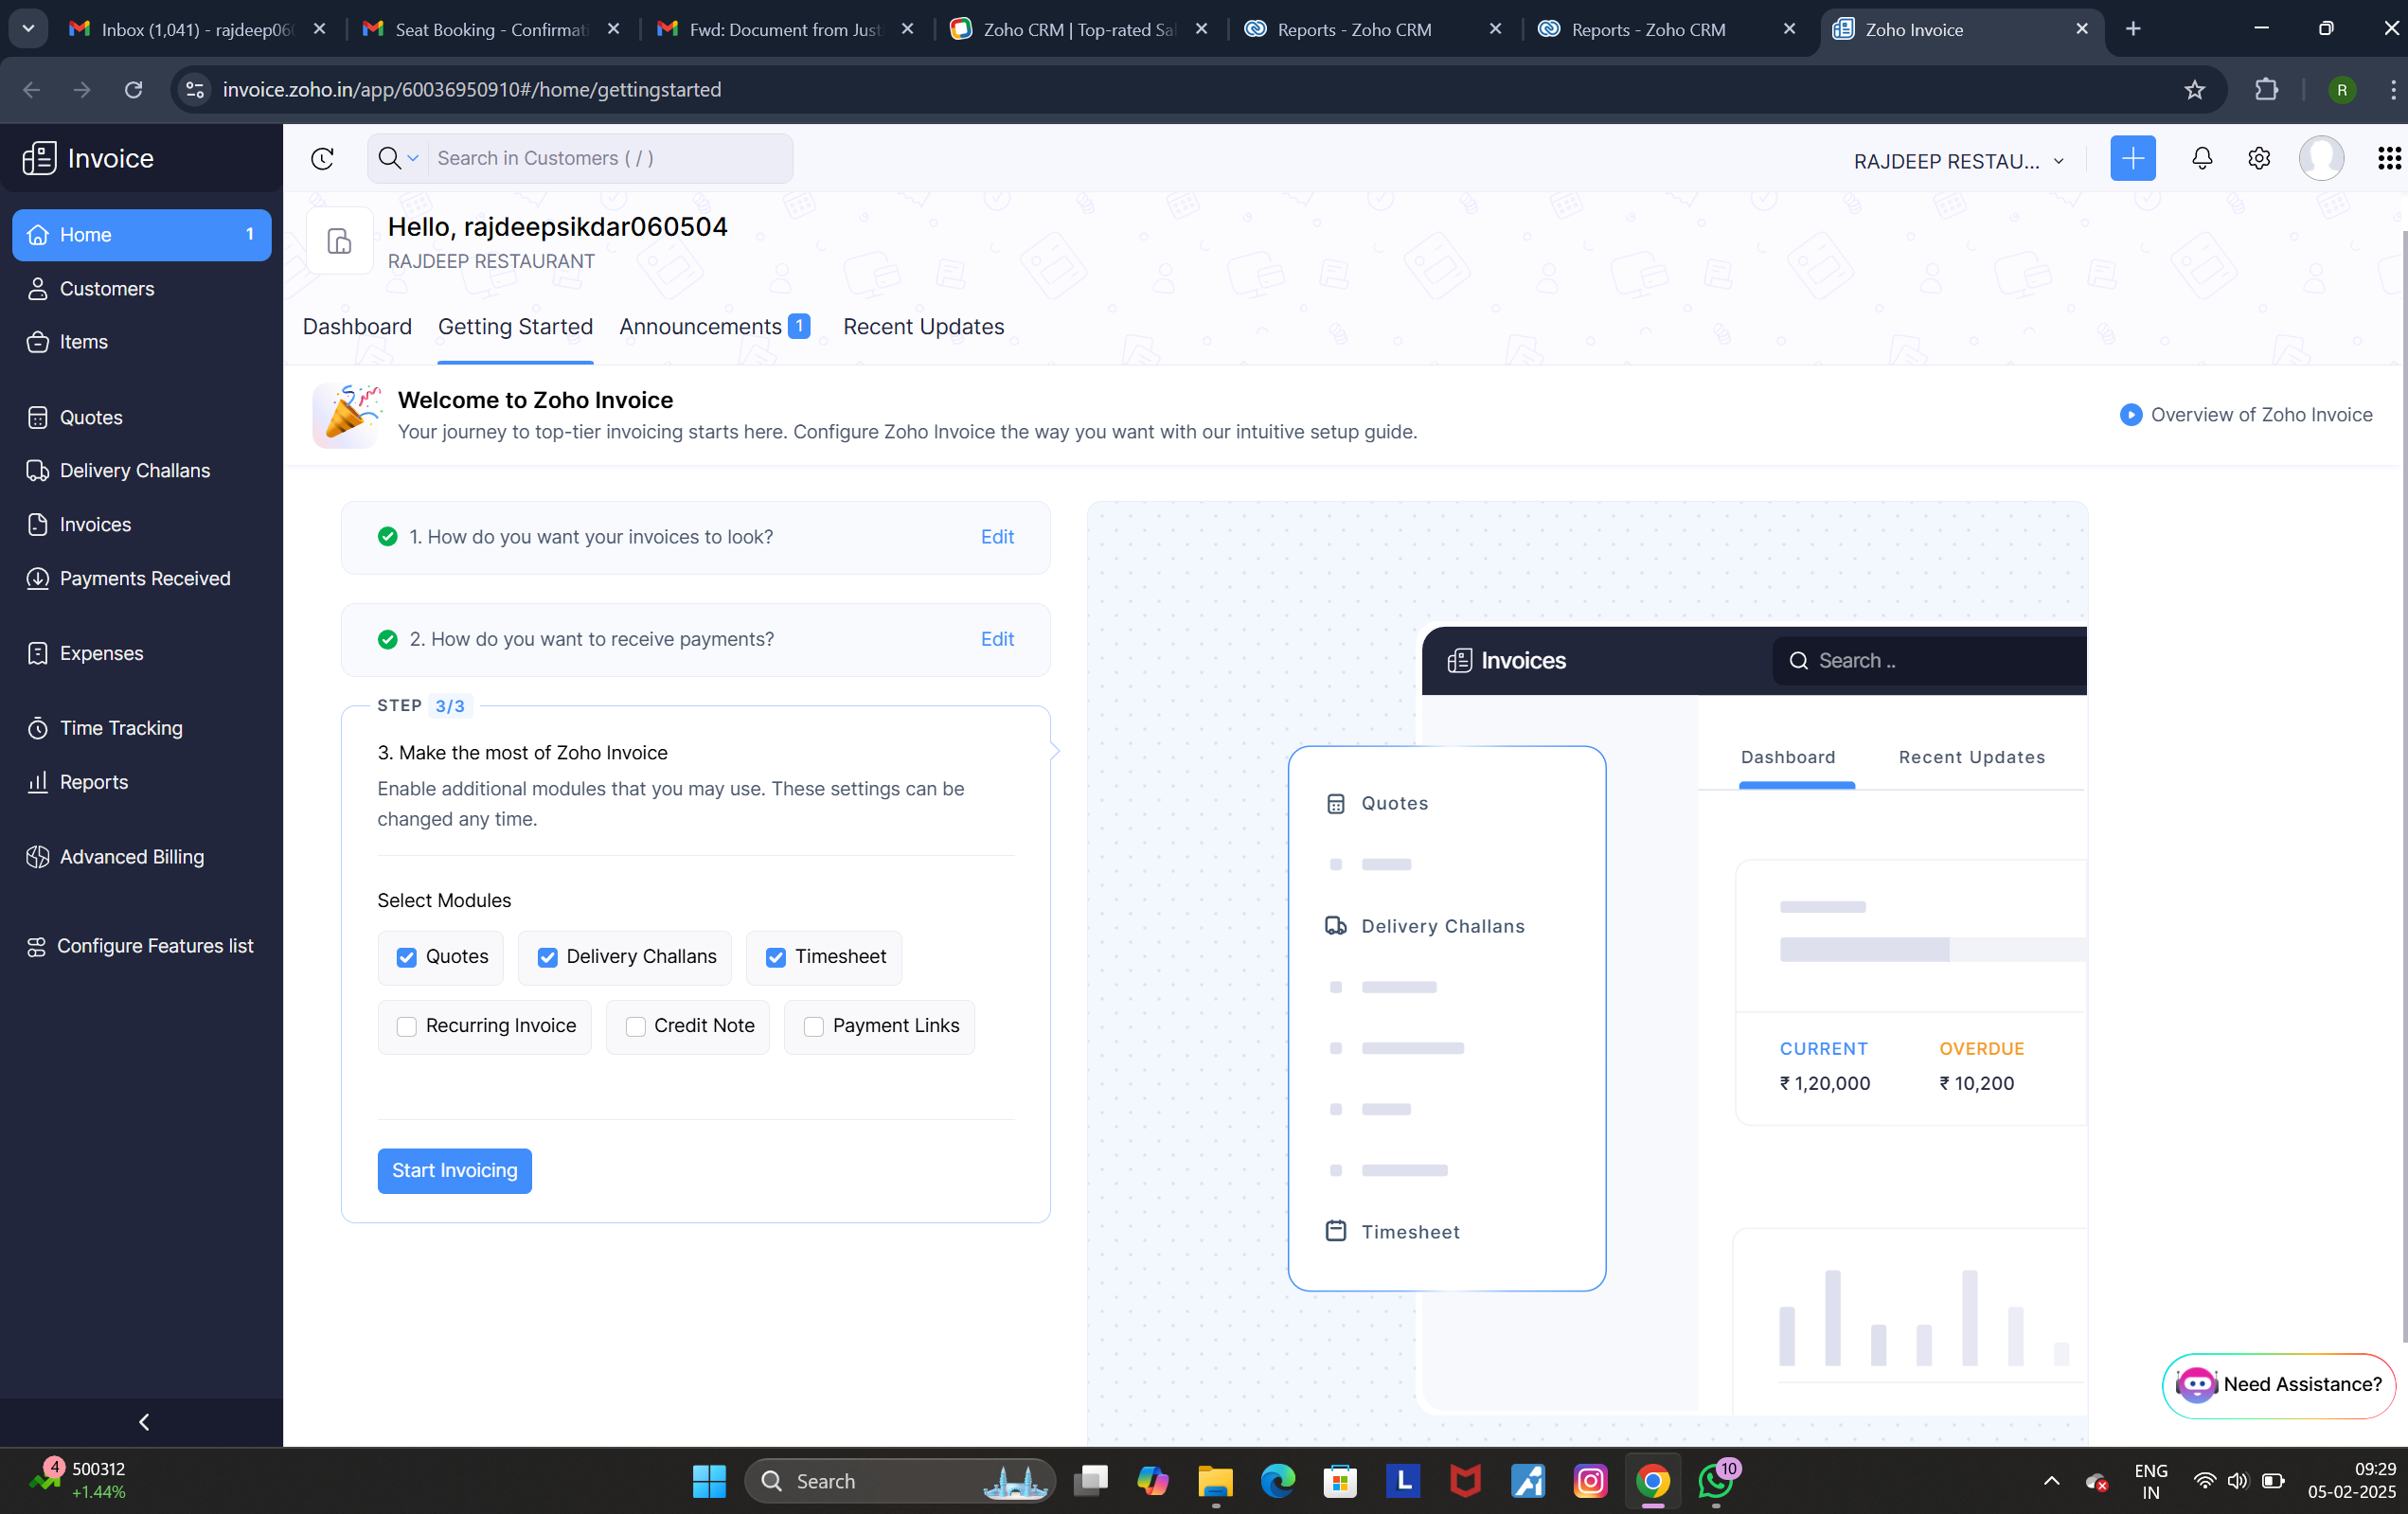 Inbox (1,041) - rajdeep06
Seat Booking - Confirmati
Fwd: Document from Just
Zoho CRM | Top-rated Sal
Reports - Zoho CRM
Reports - Zoho CRM
Zoho Invoice
invoice.zoho.in/app/60036950910#/home/gettingstarted
R
Invoice
Search in Customers ( / )
RAJDEEP RESTAU...
Home 1
Customers
Items
Quotes
Delivery Challans
Invoices
Payments Received
Expenses
Time Tracking
Reports
Advanced Billing
Configure Features list
Hello, rajdeepsikdar060504
RAJDEEP RESTAURANT
Dashboard Getting Started Announcements 1 Recent Updates
Welcome to Zoho Invoice
Your journey to top-tier invoicing starts here. Configure Zoho Invoice the way you want with our intuitive setup guide.
Overview of Zoho Invoice
1. How do you want your invoices to look? Edit
2. How do you want to receive payments? Edit
STEP 3/3
3. Make the most of Zoho Invoice
Enable additional modules that you may use. These settings can be
changed any time.
Select Modules
Quotes Delivery Challans Timesheet
Recurring Invoice Credit Note Payment Links
Start Invoicing
Invoices Search ..
Dashboard Recent Updates
Quotes
Delivery Challans
Timesheet
CURRENT OVERDUE
₹ 1,20,000 ₹ 10,200
Need Assistance?
4
500312
+1.44%
Search
L
10
ENG
IN
09:29
05-02-2025